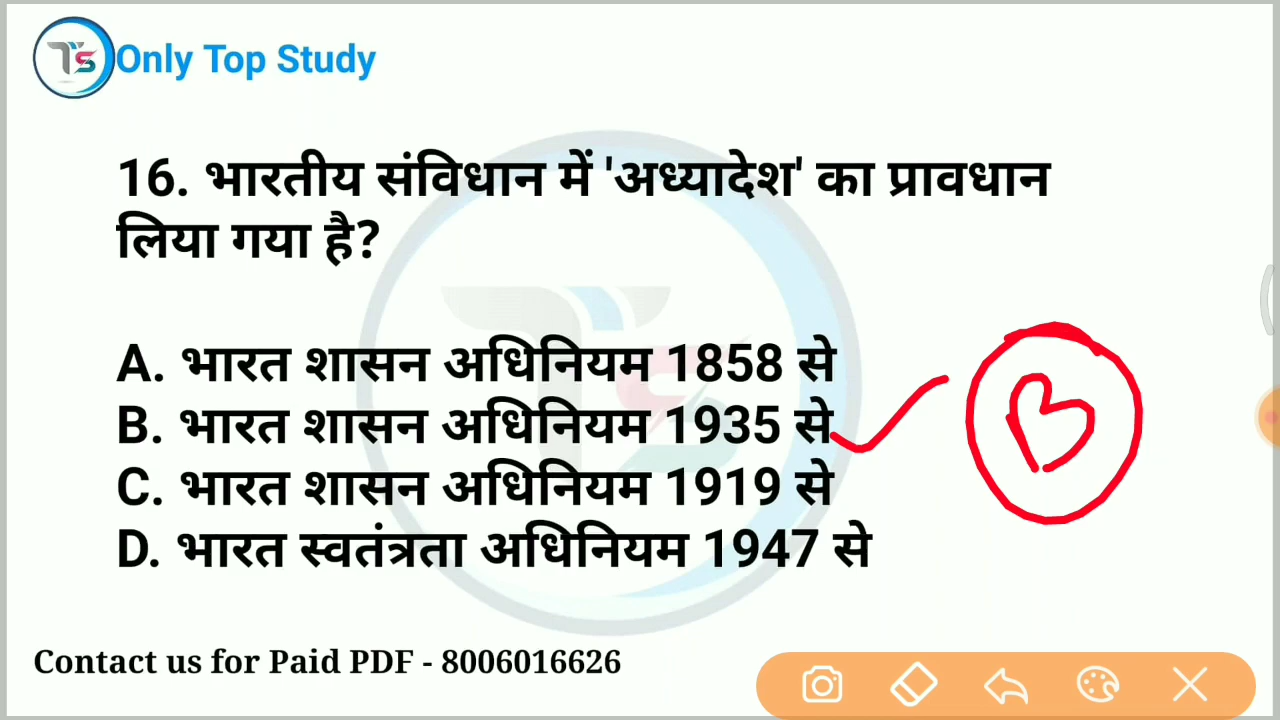 TS Only Top Study
16. भारतीय संविधान में 'अध्यादेश' का प्रावधान
लिया गया है?
A. भारत शासन अधिनियम 1858 से
B. भारत शासन अधिनियम 1935 से
C. भारत शासन अधिनियम 1919 से
D. भारत स्वतंत्रता अधिनियम 1947 से
B
Contact us for Paid PDF - 8006016626